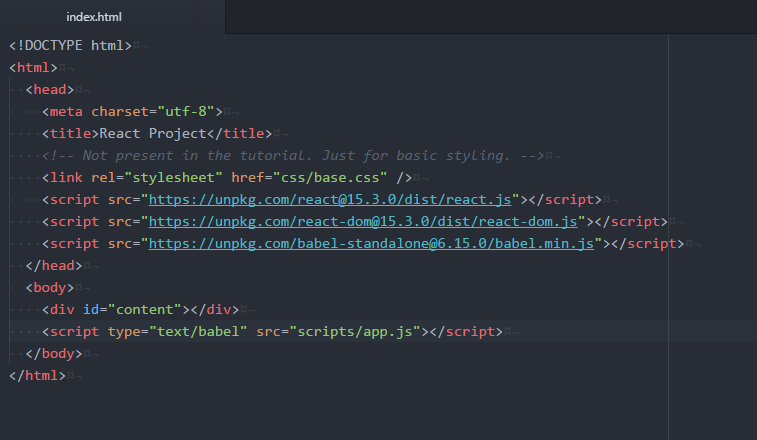 index.html
<!DOCTYPE html>
<html>
  <head>
    <meta charset="utf-8">
    <title>React Project</title>
    <!-- Not present in the tutorial. Just for basic styling. -->
    <link rel="stylesheet" href="css/base.css" />
    <script src="https://unpkg.com/react@15.3.0/dist/react.js"></script>
    <script src="https://unpkg.com/react-dom@15.3.0/dist/react-dom.js"></script>
    <script src="https://unpkg.com/babel-standalone@6.15.0/babel.min.js"></script>
  </head>
  <body>
    <div id="content"></div>
    <script type="text/babel" src="scripts/app.js"></script>
  </body>
</html>